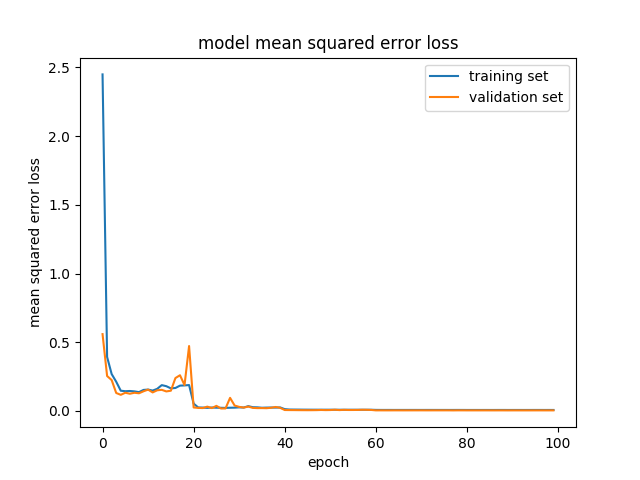 model mean squared error loss
training set
validation set
2.5
2.0
1.5
1.0
0.5
0.0
mean squared error loss
0 20 40 60 80 100
epoch